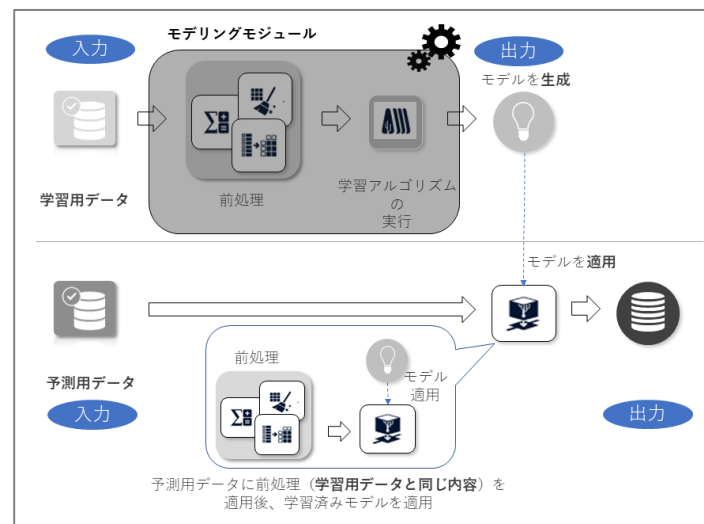 入力
モデリングモジュール
出力
モデルを生成
学習用データ
前処理
学習アルゴリズム
の
実行
モデルを適用
予測用データ
入力
前処理
モデル
適用
出力
予測用データに前処理（学習用データと同じ内容）を
適用後、学習済みモデルを適用